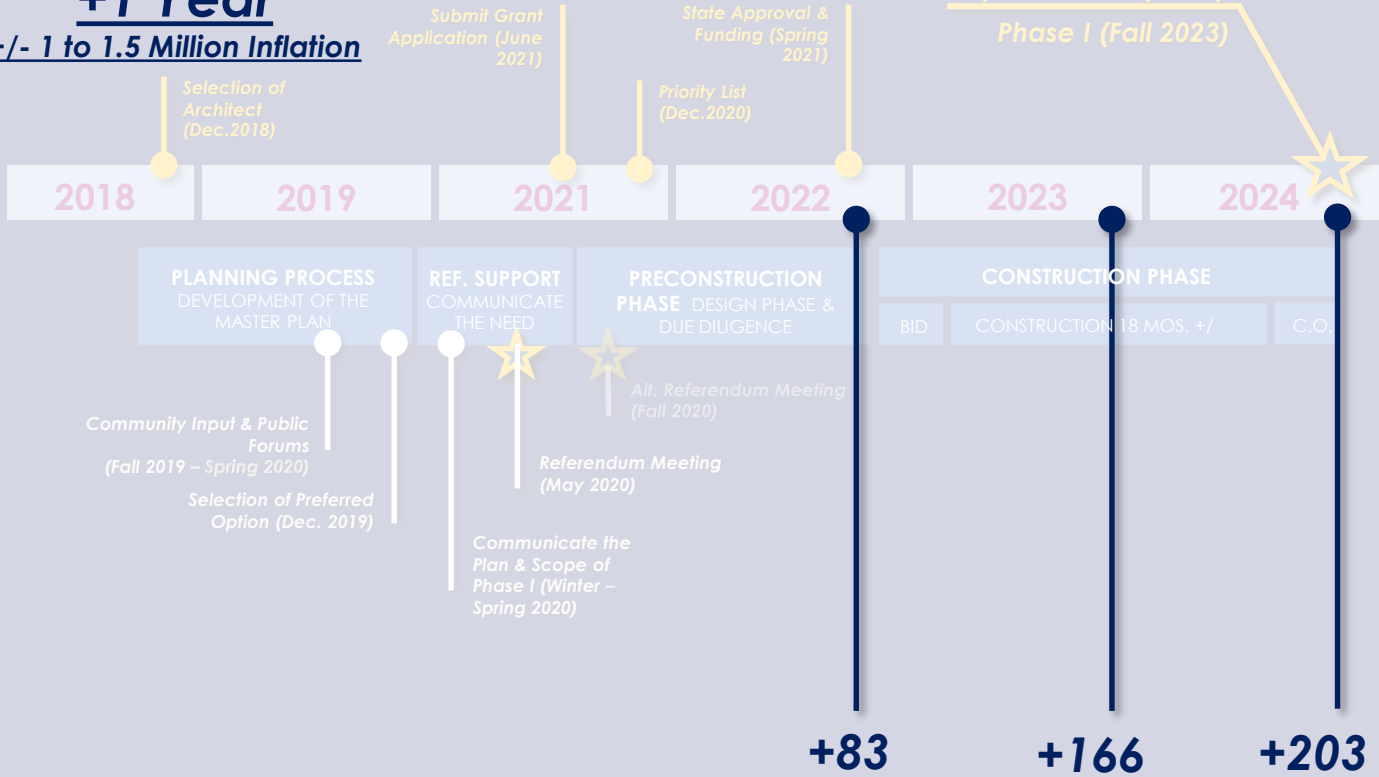 +1 Year
+/- 1 to 1.5 Million Inflation
Submit Grant
Application (June
2021)
State Approval &
Funding (Spring
2021)
Phase I (Fall 2023)
Selection of
Architect
(Dec.2018)
Priority List
(Dec.2020)
2018
2019
2021
2022
2023
2024
PLANNING PROCESS
DEVELOPMENT OF THE
MASTER PLAN
REF. SUPPORT
COMMUNICATE
THE NEED
PRECONSTRUCTION
PHASE DESIGN PHASE &
DUE DILIGENCE
CONSTRUCTION PHASE
BID
CONSTRUCTION 18 MOS. +/
C.O.
Alt. Referendum Meeting
(Fall 2020)
Community Input & Public
Forums
(Fall 2019 – Spring 2020)
Referendum Meeting
(May 2020)
Selection of Preferred
Option (Dec. 2019)
Communicate the
Plan & Scope of
Phase I (Winter –
Spring 2020)
+83
+166
+203